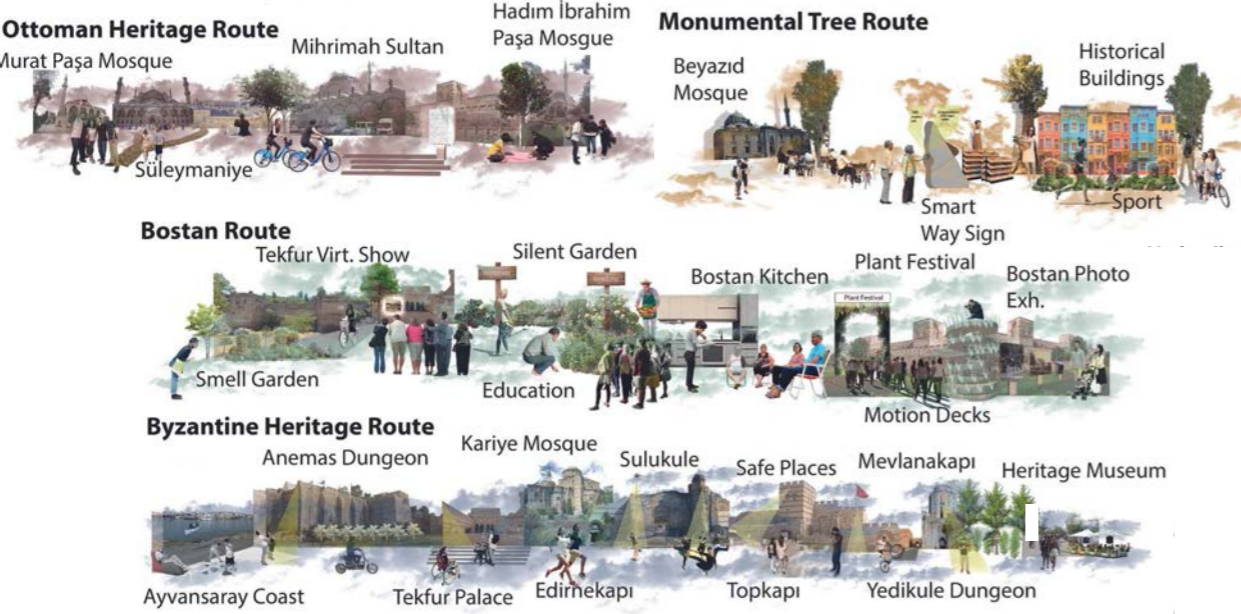 Ottoman Heritage Route
Murat Paşa Mosque
Mihrimah Sultan
Hadım İbrahim
Paşa Mosgue
Süleymaniye
Monumental Tree Route
Beyazıd
Mosque
Historical
Buildings
Smart
Way Sign
Sport
Bostan Route
Tekfur Virt. Show
Silent Garden
Bostan Kitchen
Plant Festival
Bostan Photo
Exh.
Plant Festival
Smell Garden
Education
Motion Decks
Byzantine Heritage Route
Anemas Dungeon
Kariye Mosque
Sulukule
Safe Places
Mevlanakapı
Heritage Museum
Ayvansaray Coast
Tekfur Palace
Edirnekapı
Topkapı
Yedikule Dungeon